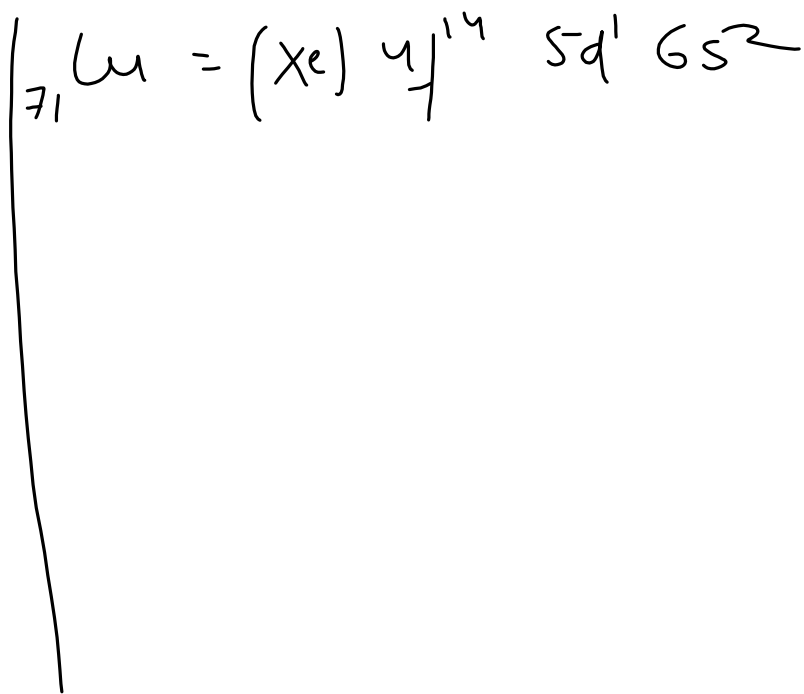 ₇₁Lu = (Xe) 4f¹⁴ 5d¹ 6s²